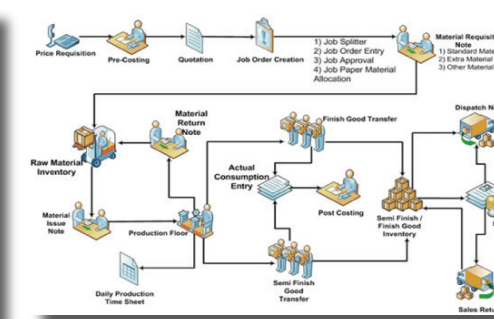 Price Requisition
Pre-Costing
Quotation
Job Order Creation
1) Job Splitter
2) Job Order Entry
3) Job Approval
4) Job Paper Material
Allocation
Material Requisit
Note
1) Standard Mate
2) Extra Material
3) Other Material
Material
Return
Note
Finish Good Transfer
Dispatch N
Raw Material
Inventory
Actual
Consumption
Entry
Post Costing
Semi Finish /
Finish Good
Inventory
Material
Issue
Note
Production Floor
Daily Production
Time Sheet
Semi Finish
Good
Transfer
Sales Retu